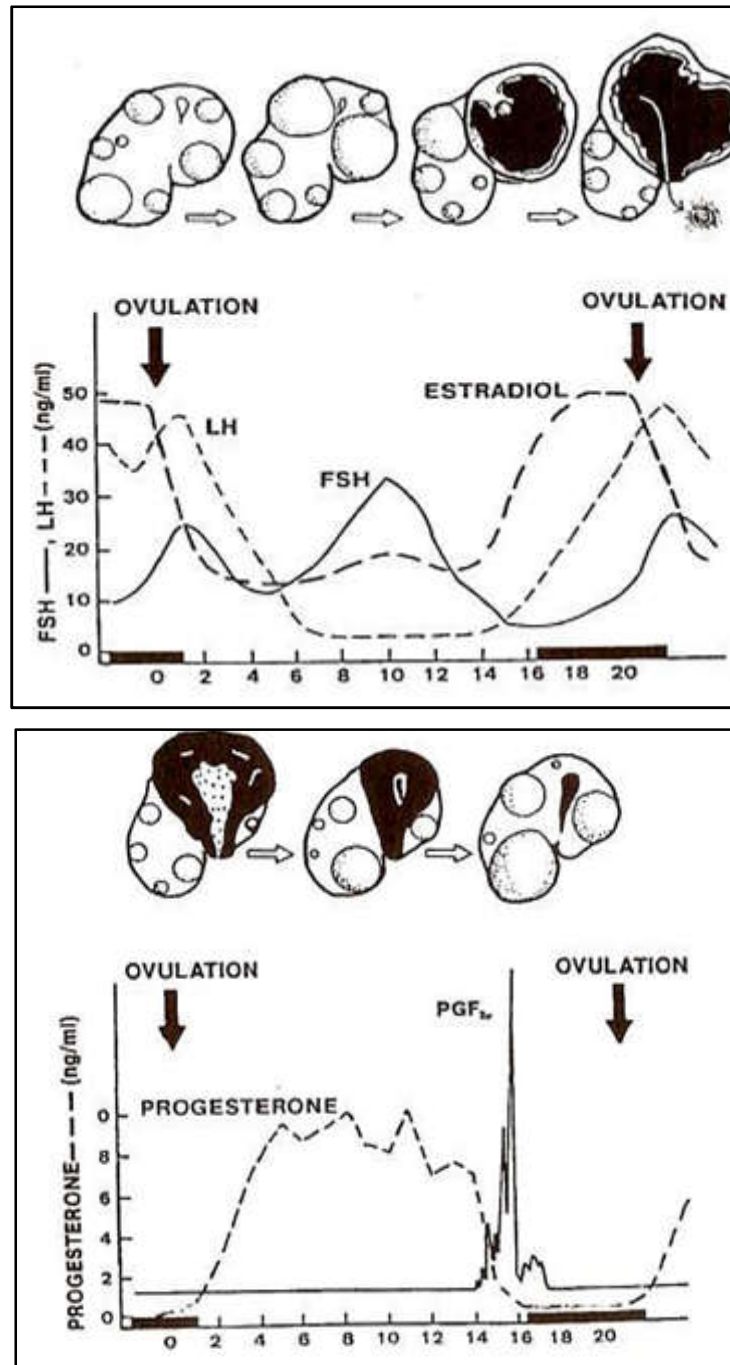 OVULATION OVULATION
ESTRADIOL
LH
FSH
FSH ——, LH – – – (ng/ml)
50
40
30
20
10
0
0 2 4 6 8 10 12 14 16 18 20
OVULATION OVULATION
PGF
PROGESTERONE
PROGESTERONE– – – (ng/ml)
0
8
6
4
2
0
0 2 4 6 8 10 12 14 16 18 20